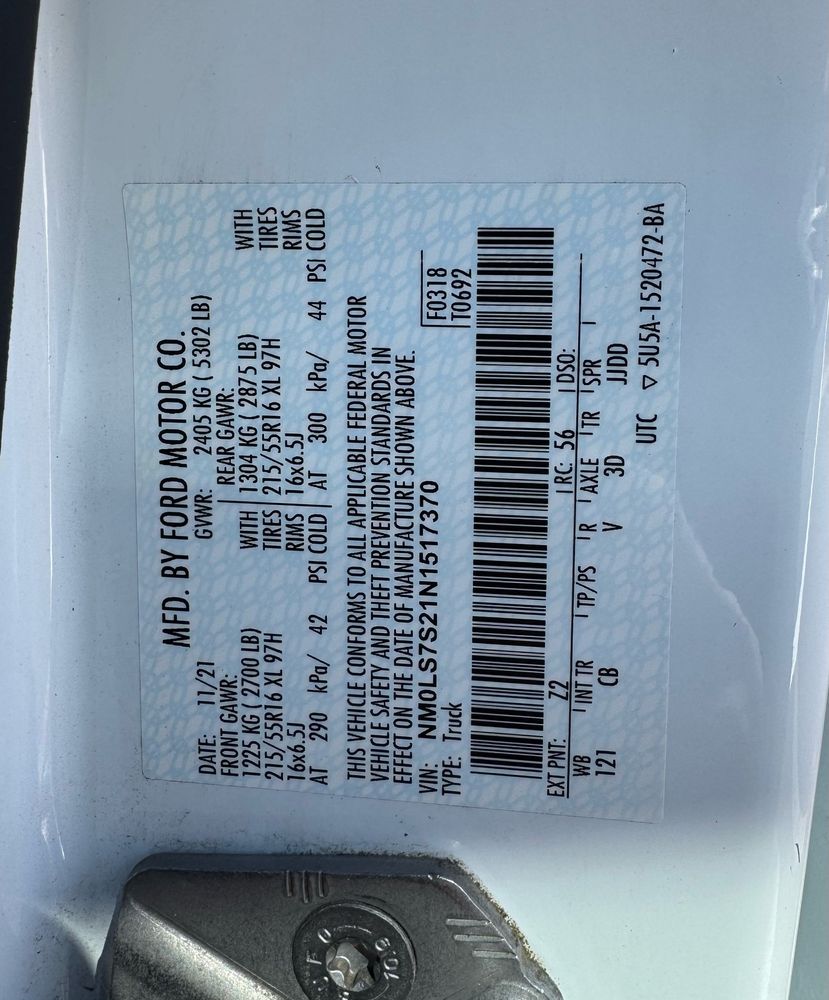 MFD. BY FORD MOTOR CO.
DATE: 11/21 GVWR: 2405 KG ( 5302 LB)
FRONT GAWR: REAR GAWR:
1225 KG ( 2700 LB) WITH 1304 KG ( 2875 LB) WITH
215/55R16 XL 97H TIRES 215/55R16 XL 97H TIRES
16x6.5J RIMS 16x6.5J RIMS
AT 290 kPa/ 42 PSI COLD AT 300 kPa/ 44 PSI COLD
THIS VEHICLE CONFORMS TO ALL APPLICABLE FEDERAL MOTOR
VEHICLE SAFETY AND THEFT PREVENTION STANDARDS IN
EFFECT ON THE DATE OF MANUFACTURE SHOWN ABOVE.
VIN: NM0LS7S21N1517370 F0318
TYPE: Truck T0692
EXT PNT: Z2 RC: 56 DSO:
WB INT TR TP/PS R AXLE TR SPR
121 CB V 3D JJDD
UTC ▽ 5U5A-1520472-BA